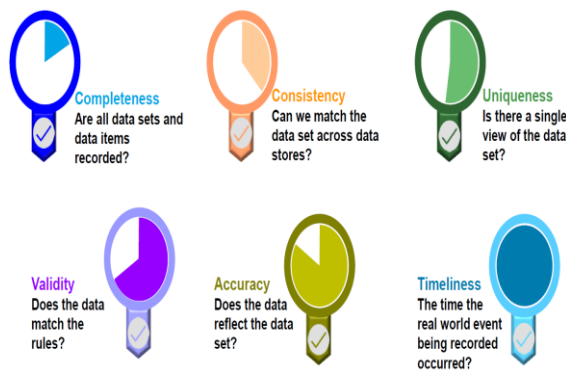 Completeness
Are all data sets and
data items
recorded?
Consistency
Can we match the
data set across data
stores?
Uniqueness
Is there a single
view of the data
set?
Validity
Does the data
match the
rules?
Accuracy
Does the data
reflect the data
set?
Timeliness
The time the
real world event
being recorded
occurred?